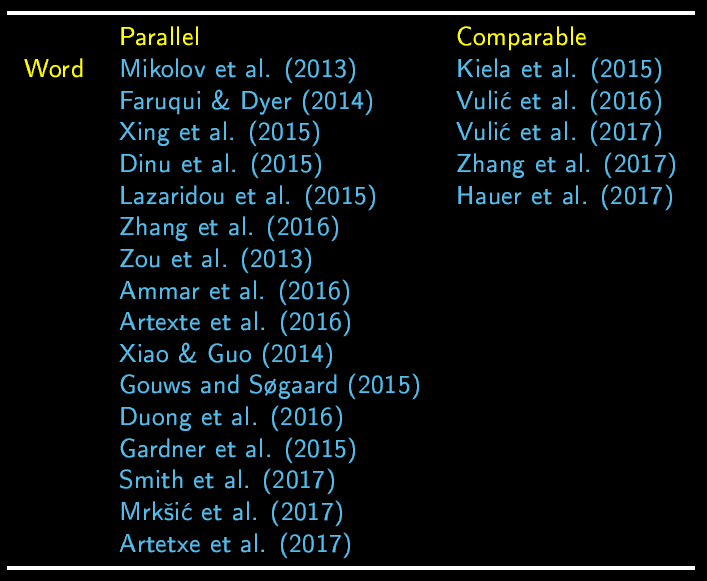 Parallel Comparable
Word Mikolov et al. (2013) Kiela et al. (2015)
Faruqui & Dyer (2014) Vulić et al. (2016)
Xing et al. (2015) Vulić et al. (2017)
Dinu et al. (2015) Zhang et al. (2017)
Lazaridou et al. (2015) Hauer et al. (2017)
Zhang et al. (2016)
Zou et al. (2013)
Ammar et al. (2016)
Artexte et al. (2016)
Xiao & Guo (2014)
Gouws and Søgaard (2015)
Duong et al. (2016)
Gardner et al. (2015)
Smith et al. (2017)
Mrkšić et al. (2017)
Artetxe et al. (2017)